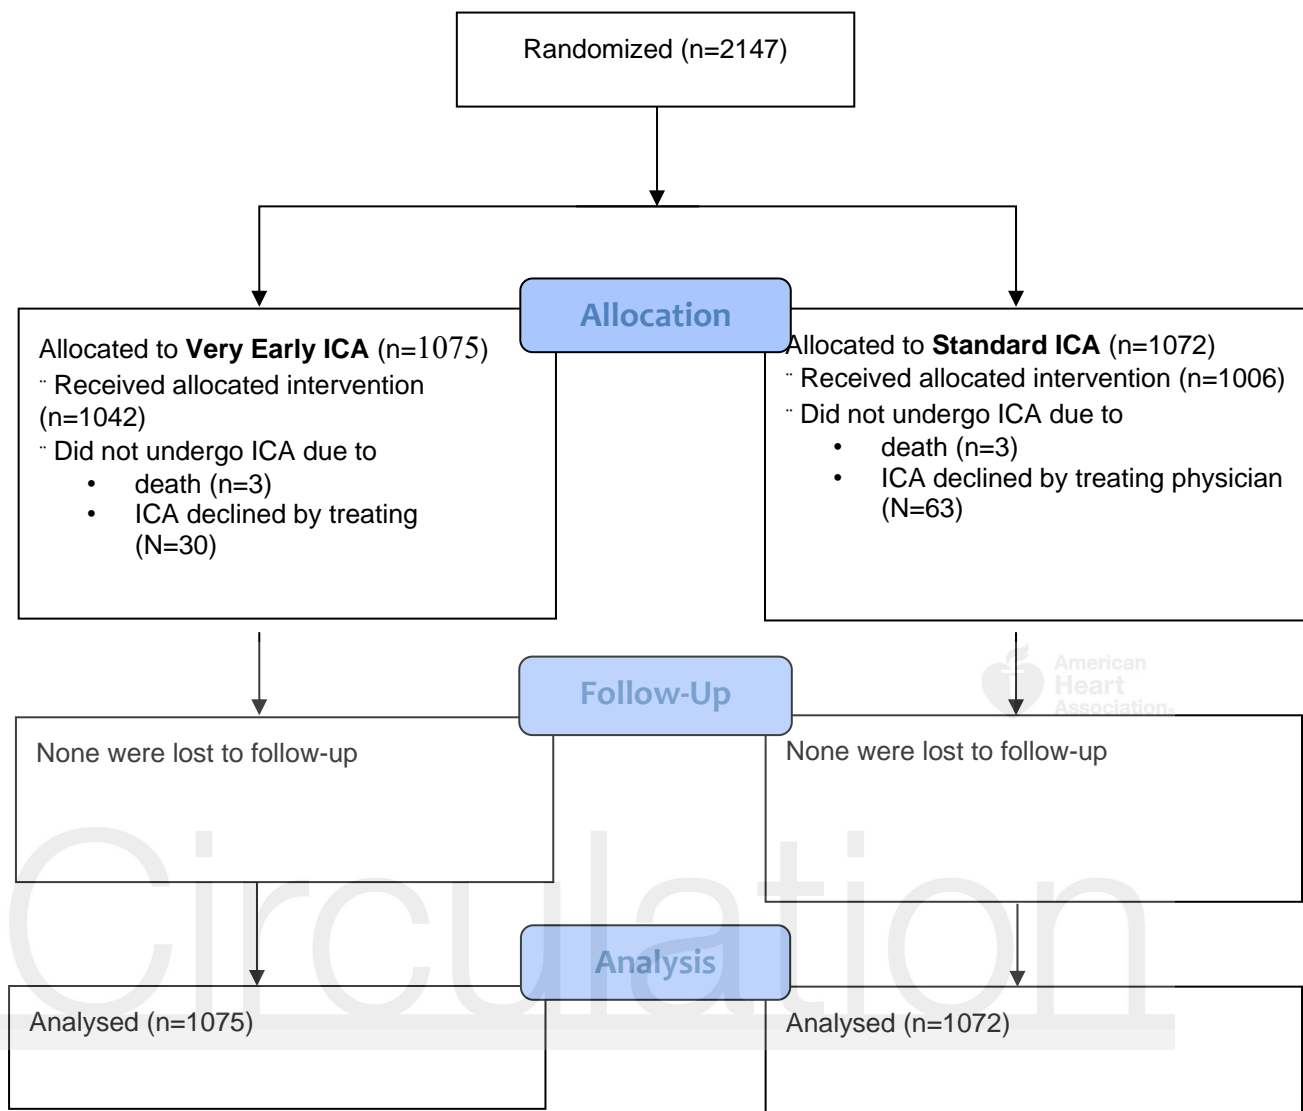 Randomized (n=2147)
Allocation
Allocated to Very Early ICA (n=1075)
¨ Received allocated intervention
(n=1042)
¨ Did not undergo ICA due to
• death (n=3)
• ICA declined by treating
(N=30)
Allocated to Standard ICA (n=1072)
¨ Received allocated intervention (n=1006)
¨ Did not undergo ICA due to
• death (n=3)
• ICA declined by treating physician
(N=63)
American
Heart
Association®
Follow-Up
None were lost to follow-up
None were lost to follow-up
Circulation
Analysis
Analysed (n=1075)
Analysed (n=1072)